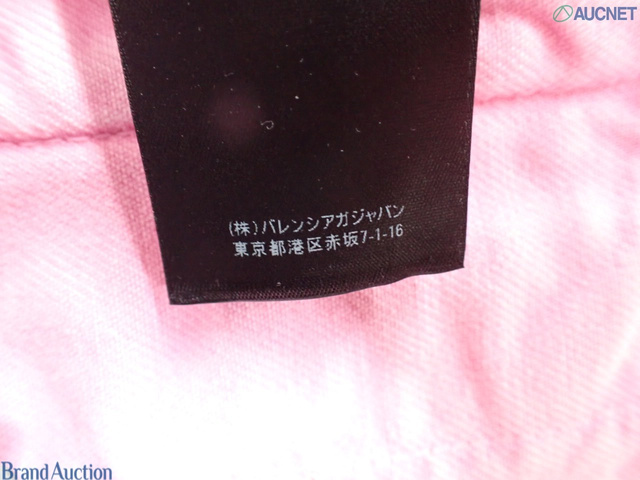 AUCNET
(株)バレンシアガジャパン
東京都港区赤坂7-1-16
Brand Auction